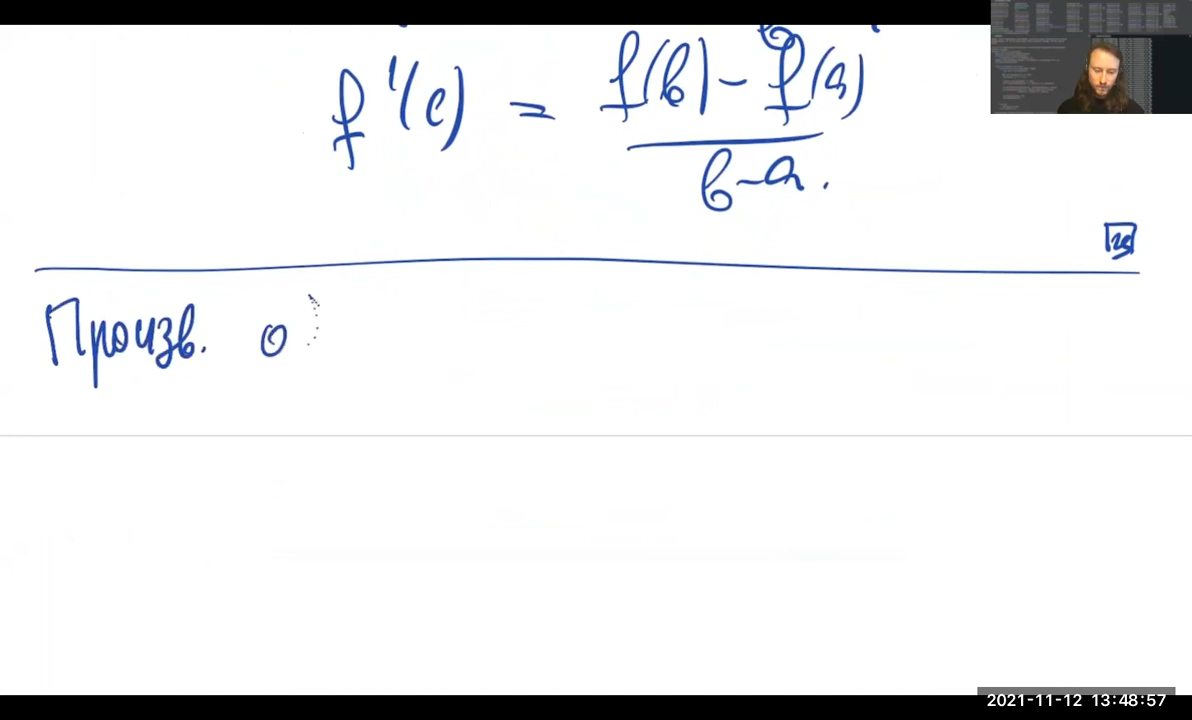 f'(c) = f(b) - f(a)
b-a.
Произв. о
2021-11-12 13:48:57